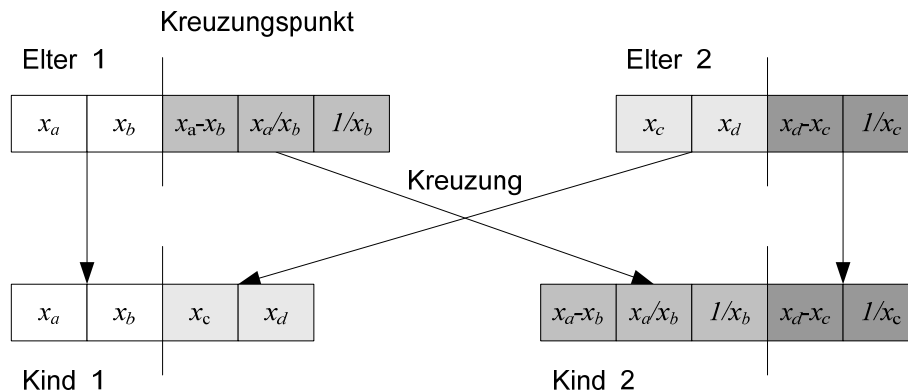 Kreuzungspunkt
Elter 1
Elter 2
x_a x_b x_a-x_b x_a/x_b 1/x_b
x_c x_d x_d-x_c 1/x_c
Kreuzung
x_a x_b x_c x_d
x_a-x_b x_a/x_b 1/x_b x_d-x_c 1/x_c
Kind 1
Kind 2